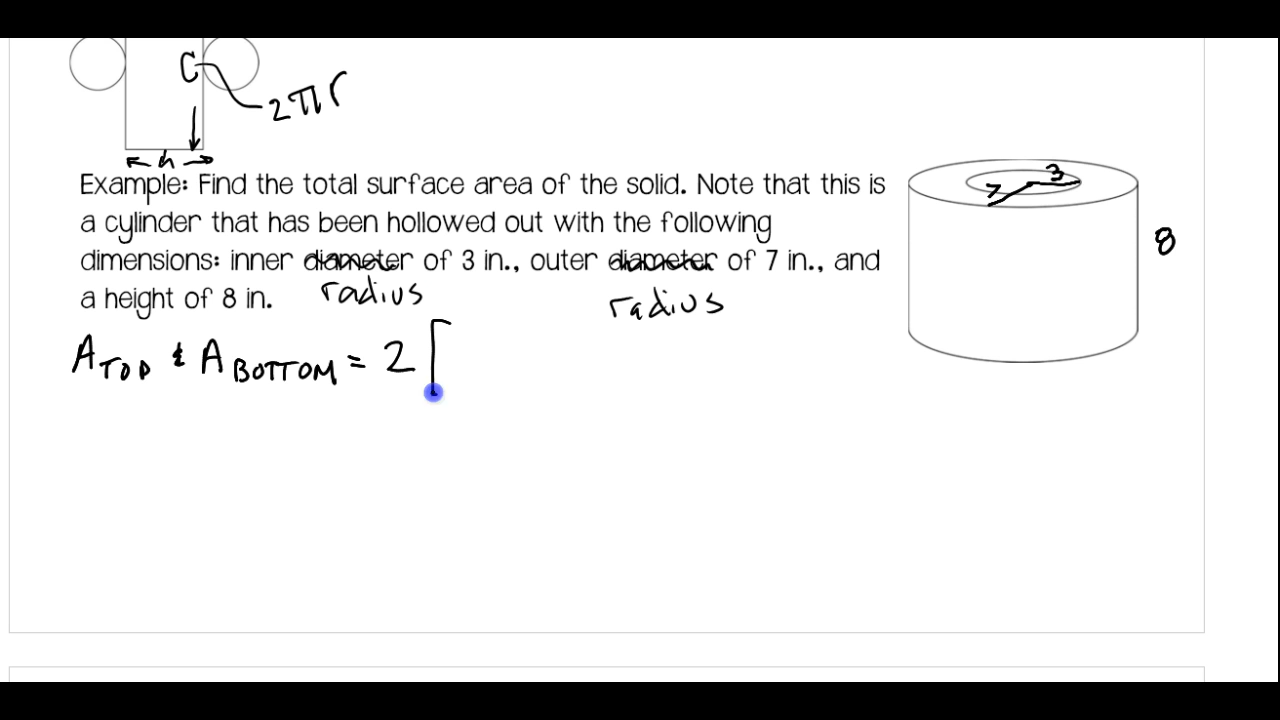 C
2πr
h
Example: Find the total surface area of the solid. Note that this is
a cylinder that has been hollowed out with the following
dimensions: inner diameter of 3 in., outer diameter of 7 in., and
a height of 8 in.
radius
radius
A TOP & A BOTTOM = 2 [
7
3
8